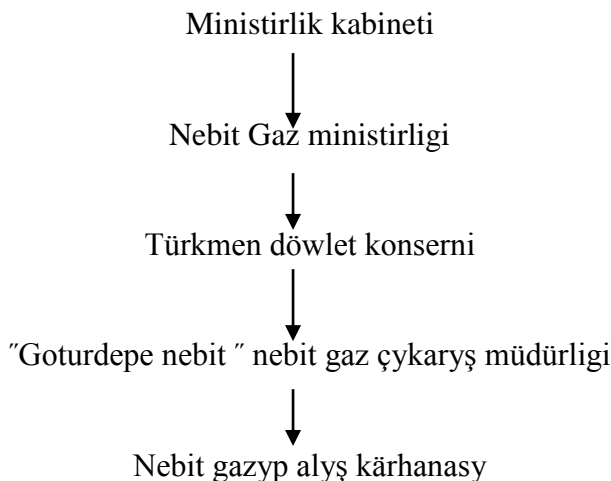 Ministirlik kabineti
Nebit Gaz ministirligi
Türkmen döwlet konserni
˝Goturdepe nebit ˝ nebit gaz çykaryş müdürligi
Nebit gazyp alyş kärhanasy